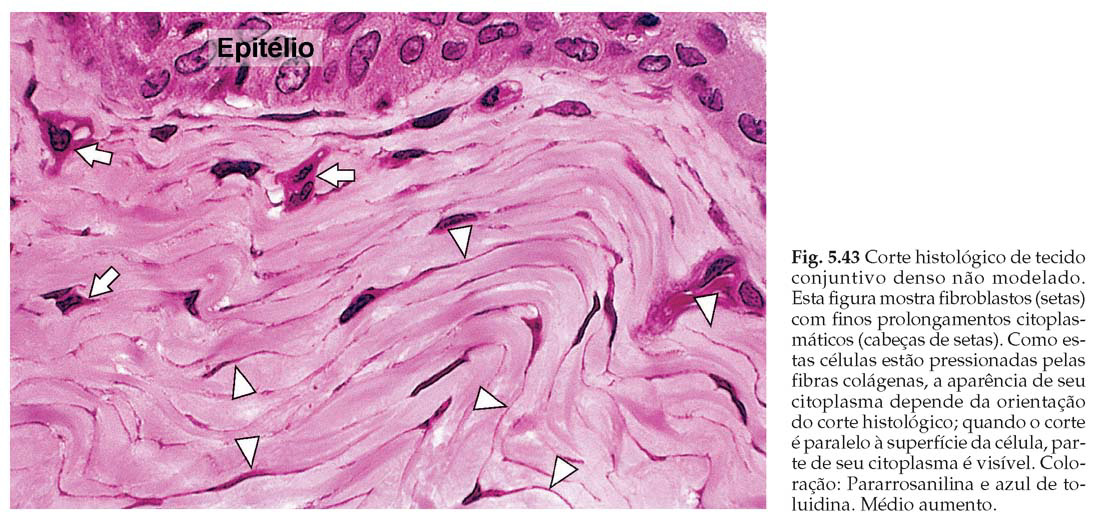 Epitélio
Fig. 5.43 Corte histológico de tecido
conjuntivo denso não modelado.
Esta figura mostra fibroblastos (setas)
com finos prolongamentos citoplas-
máticos (cabeças de setas). Como es-
tas células estão pressionadas pelas
fibras colágenas, a aparência de seu
citoplasma depende da orientação
do corte histológico; quando o corte
é paralelo à superfície da célula, par-
te de seu citoplasma é visível. Colo-
ração: Pararrosanilina e azul de to-
luidina. Médio aumento.